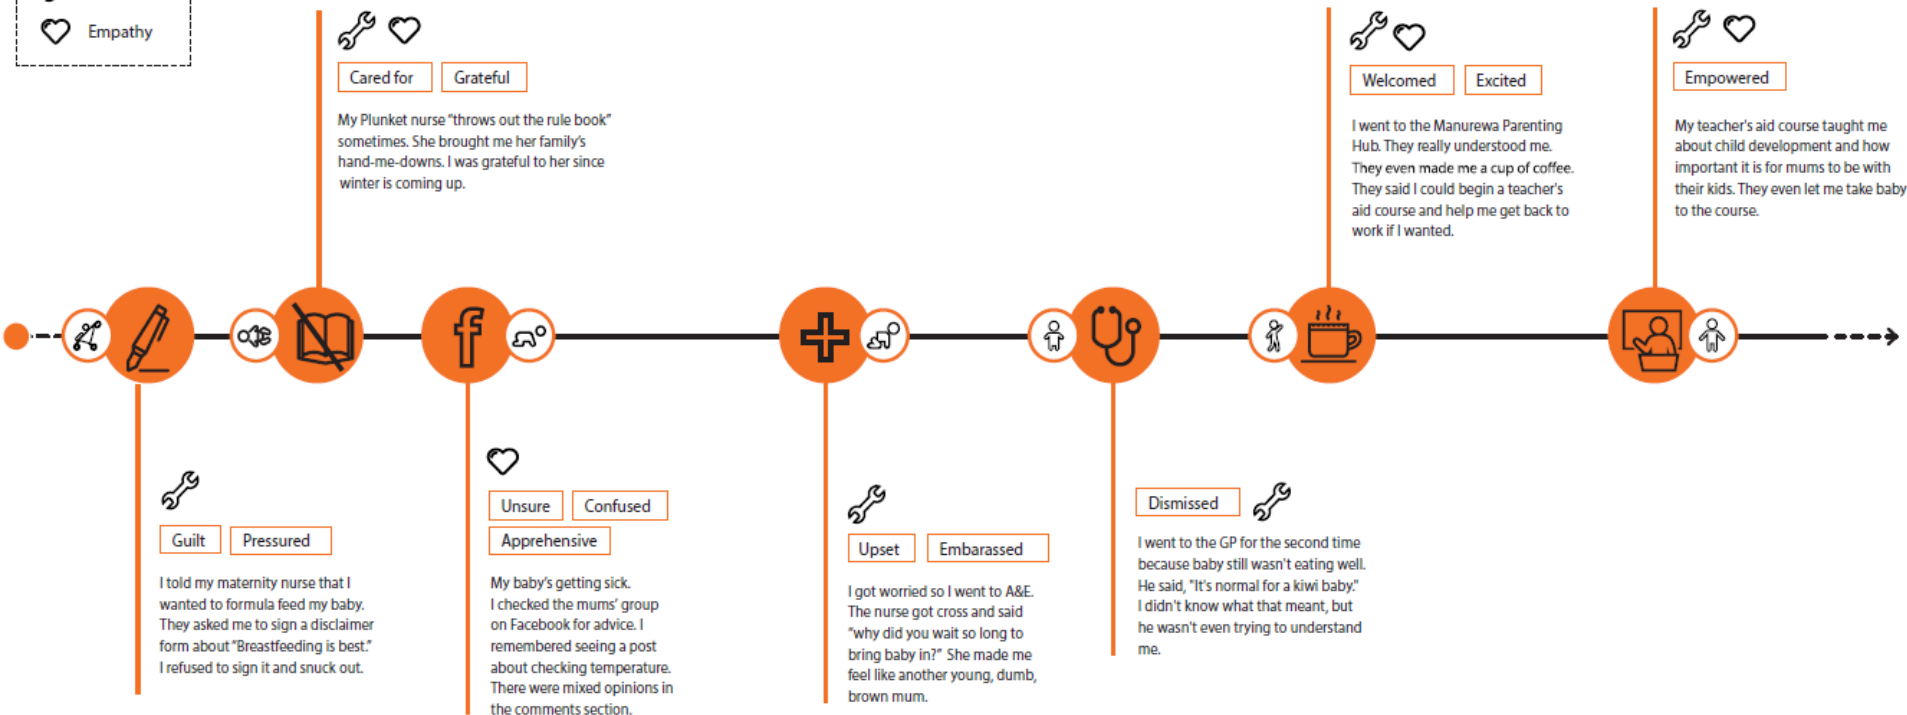 Empathy
Cared for
Grateful
My Plunket nurse “throws out the rule book”
sometimes. She brought me her family’s
hand-me-downs. I was grateful to her since
winter is coming up.
Welcomed
Excited
I went to the Manurewa Parenting
Hub. They really understood me.
They even made me a cup of coffee.
They said I could begin a teacher's
aid course and help me get back to
work if I wanted.
Empowered
My teacher's aid course taught me
about child development and how
important it is for mums to be with
their kids. They even let me take baby
to the course.
f
Guilt
Pressured
I told my maternity nurse that I
wanted to formula feed my baby.
They asked me to sign a disclaimer
form about “Breastfeeding is best.”
I refused to sign it and snuck out.
Unsure
Confused
Apprehensive
My baby’s getting sick.
I checked the mums’ group
on Facebook for advice. I
remembered seeing a post
about checking temperature.
There were mixed opinions in
the comments section.
Upset
Embarassed
I got worried so I went to A&E.
The nurse got cross and said
“why did you wait so long to
bring baby in?” She made me
feel like another young, dumb,
brown mum.
Dismissed
I went to the GP for the second time
because baby still wasn't eating well.
He said, "It's normal for a kiwi baby."
I didn't know what that meant, but
he wasn't even trying to understand
me.